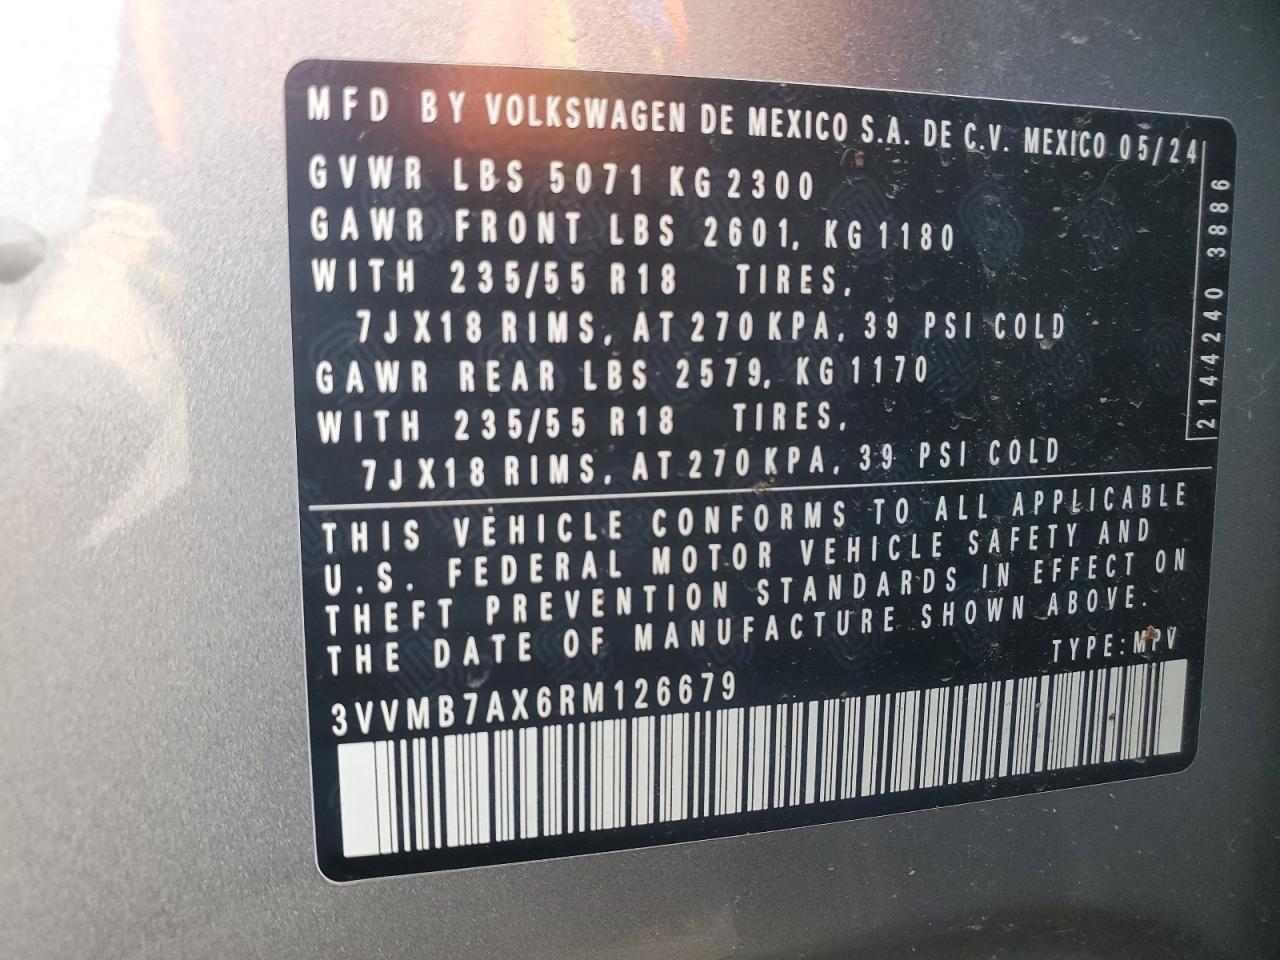 MFD BY VOLKSWAGEN DE MEXICO S.A. DE C.V. MEXICO 05/24
GVWR LBS 5071 KG 2300
GAWR FRONT LBS 2601, KG 1180
WITH 235/55 R18 TIRES,
7JX18 RIMS, AT 270 KPA, 39 PSI COLD
GAWR REAR LBS 2579, KG 1170
WITH 235/55 R18 TIRES,
7JX18 RIMS, AT 270 KPA, 39 PSI COLD
2144240 3886
THIS VEHICLE CONFORMS TO ALL APPLICABLE
U.S. FEDERAL MOTOR VEHICLE SAFETY AND
THEFT PREVENTION STANDARDS IN EFFECT ON
THE DATE OF MANUFACTURE SHOWN ABOVE.
TYPE: MPV
3VVMB7AX6RM126679